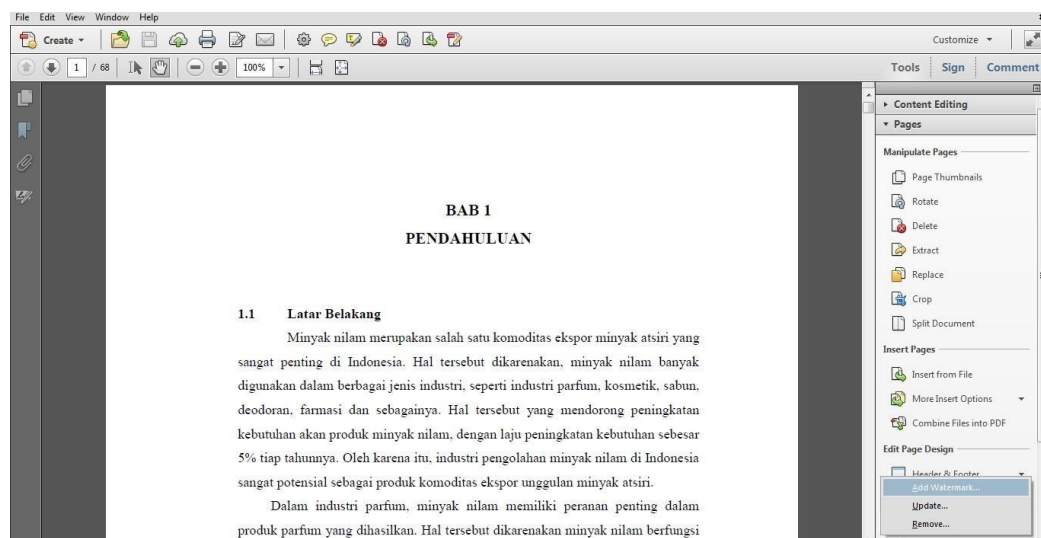 File Edit View Window Help
Create
Customize
1 / 68
100%
Tools Sign Comment
Content Editing
Pages
Manipulate Pages
Page Thumbnails
Rotate
Delete
Extract
Replace
Crop
Split Document
Insert Pages
Insert from File
More Insert Options
Combine Files into PDF
Edit Page Design
Header & Footer
Add Watermark...
Update...
Remove...
BAB 1
PENDAHULUAN
1.1 Latar Belakang
Minyak nilam merupakan salah satu komoditas ekspor minyak atsiri yang
sangat penting di Indonesia. Hal tersebut dikarenakan, minyak nilam banyak
digunakan dalam berbagai jenis industri, seperti industri parfum, kosmetik, sabun,
deodoran, farmasi dan sebagainya. Hal tersebut yang mendorong peningkatan
kebutuhan akan produk minyak nilam, dengan laju peningkatan kebutuhan sebesar
5% tiap tahunnya. Oleh karena itu, industri pengolahan minyak nilam di Indonesia
sangat potensial sebagai produk komoditas ekspor unggulan minyak atsiri.
Dalam industri parfum, minyak nilam memiliki peranan penting dalam
produk parfum yang dihasilkan. Hal tersebut dikarenakan minyak nilam berfungsi